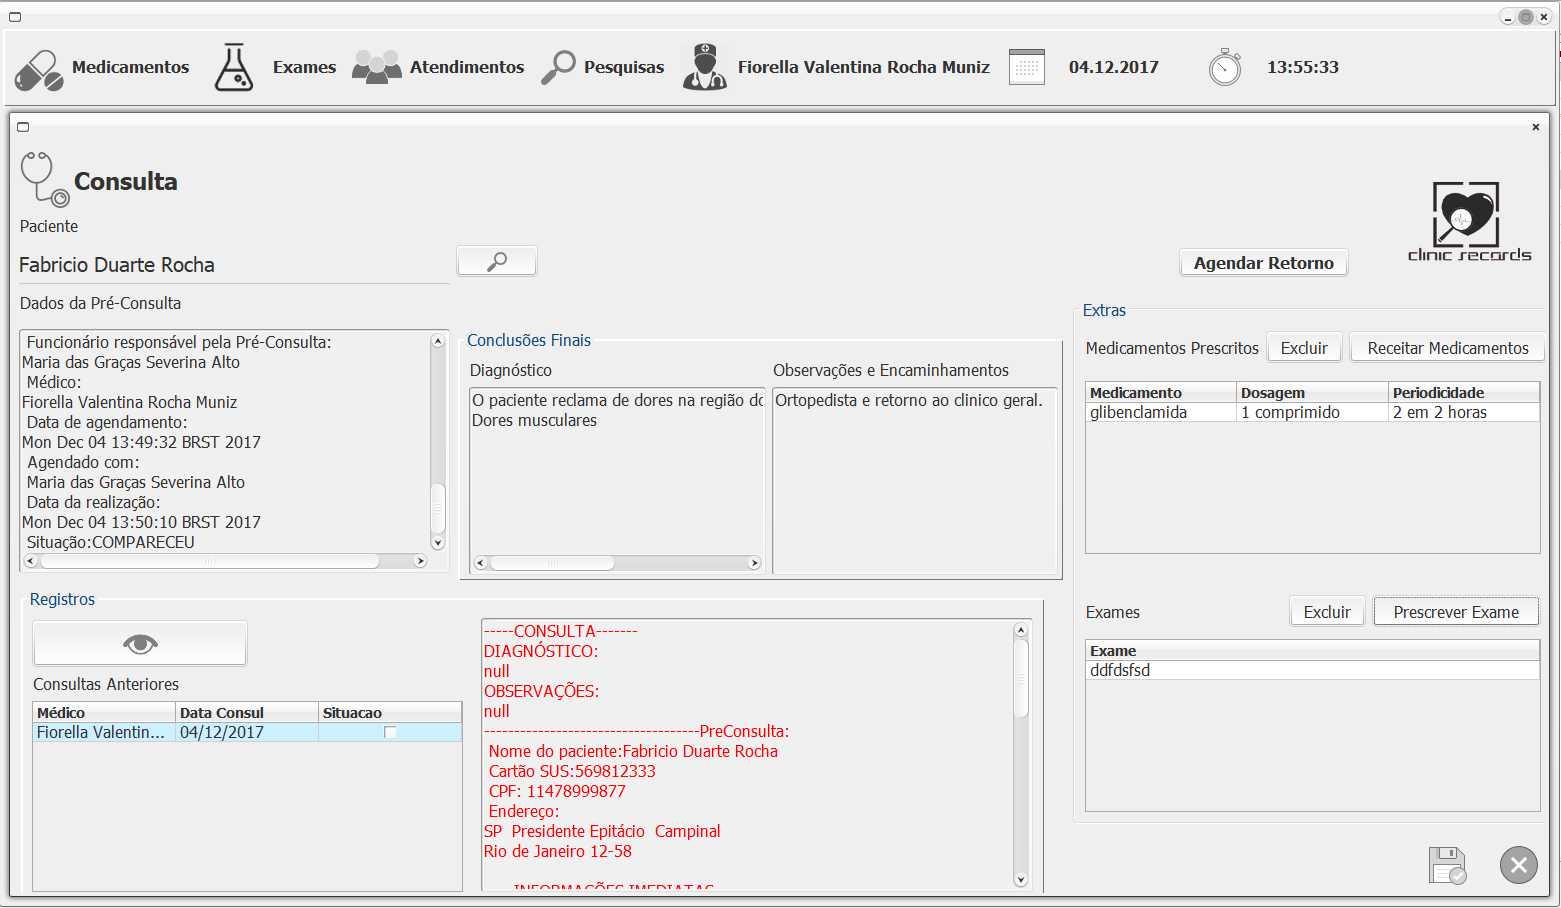 Medicamentos
Exames
Atendimentos
Pesquisas
Fiorella Valentina Rocha Muniz
04.12.2017
13:55:33
Consulta
clinic records
Paciente
Fabricio Duarte Rocha
Agendar Retorno
Dados da Pré-Consulta
Funcionário responsável pela Pré-Consulta:
Maria das Graças Severina Alto
Médico:
Fiorella Valentina Rocha Muniz
Data de agendamento:
Mon Dec 04 13:49:32 BRST 2017
Agendado com:
Maria das Graças Severina Alto
Data da realização:
Mon Dec 04 13:50:10 BRST 2017
Situação:COMPARECEU
Conclusões Finais
Diagnóstico
O paciente reclama de dores na região do
Dores musculares
Observações e Encaminhamentos
Ortopedista e retorno ao clinico geral.
Extras
Medicamentos Prescritos
Excluir
Receitar Medicamentos
Medicamento Dosagem Periodicidade
glibenclamida 1 comprimido 2 em 2 horas
Exames
Excluir
Prescrever Exame
Exame
ddfdsfsd
Registros
Consultas Anteriores
Médico Data Consul Situacao
Fiorella Valentin... 04/12/2017
-----CONSULTA-------
DIAGNÓSTICO:
null
OBSERVAÇÕES:
null
------------------------------------PreConsulta:
Nome do paciente:Fabricio Duarte Rocha
Cartão SUS:569812333
CPF: 11478999877
Endereço:
SP  Presidente Epitácio  Campinal
Rio de Janeiro 12-58
INFORMAÇÕES IMEDIATAS